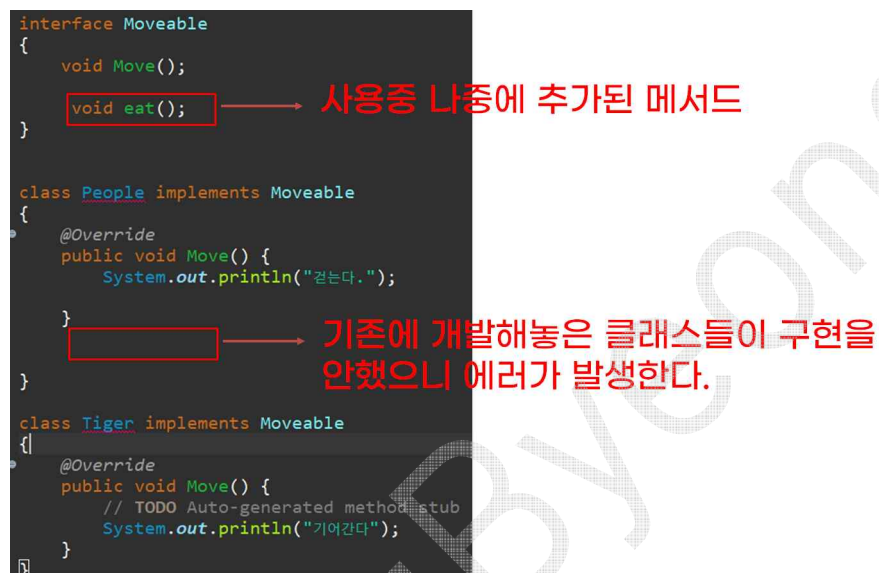 interface Moveable
{
void Move();
void eat();
사용중 나중에 추가된 메서드
}
class People implements Moveable
{
@Override
public void Move() {
System.out.println("걷는다.");
}
기존에 개발해놓은 클래스들이 구현을
안했으니 에러가 발생한다.
}
class Tiger implements Moveable
{
@Override
public void Move() {
// TODO Auto-generated method stub
System.out.println("기어간다");
}
}